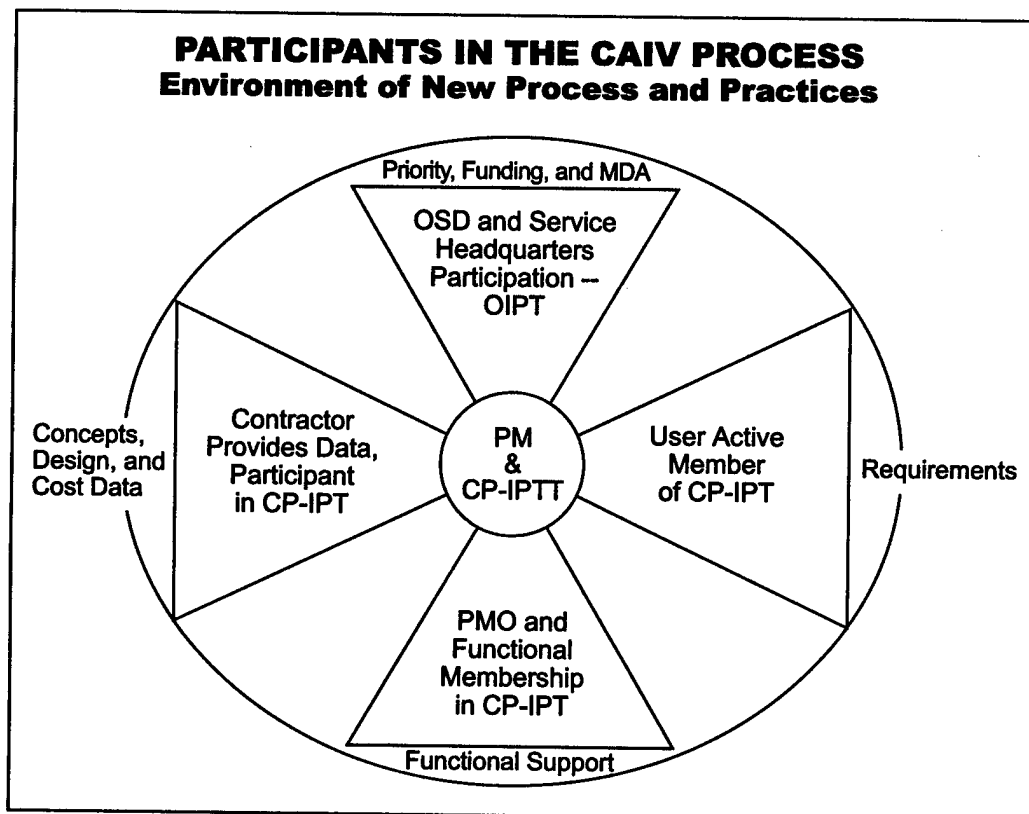 PARTICIPANTS IN THE CAIV PROCESS
Environment of New Process and Practices
Priority, Funding, and MDA
OSD and Service
Headquarters
Participation --
OIPT
Concepts,
Design, and
Cost Data
Contractor
Provides Data,
Participant
in CP-IPT
PM
&
CP-IPTT
User Active
Member
of CP-IPT
Requirements
PMO and
Functional
Membership
in CP-IPT
Functional Support